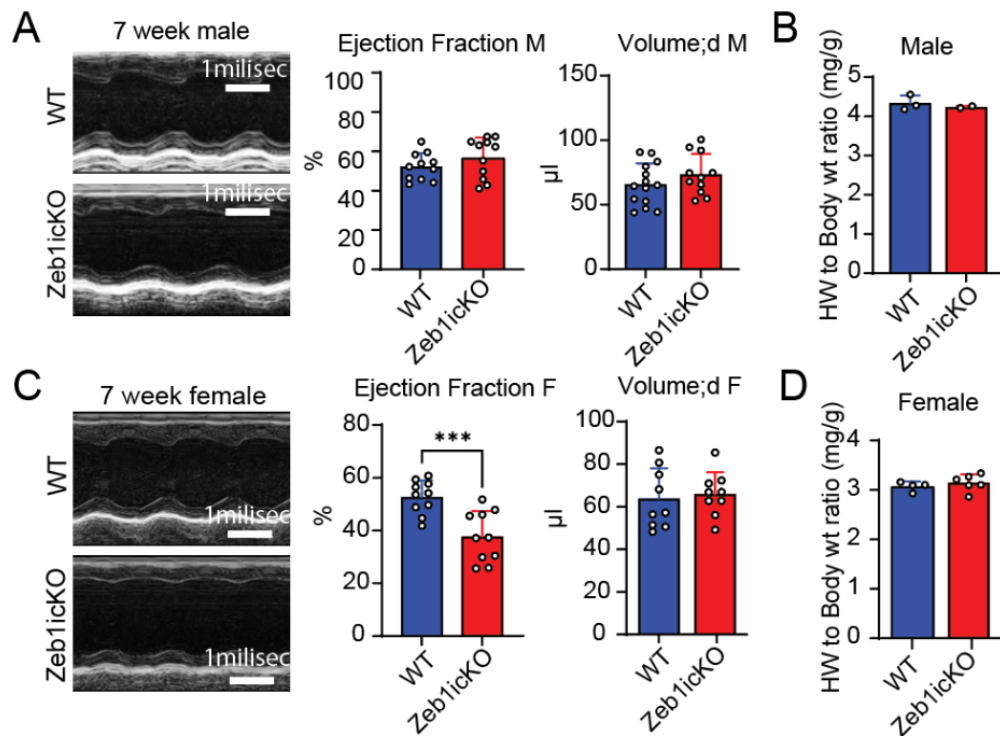 A
7 week male
WT
1milisec
Zeb1icKO
1milisec
Ejection Fraction M
%
100
80
60
40
20
0
WT
Zeb1icKO
Volume;d M
µl
150
100
50
0
WT
Zeb1icKO
B
Male
HW to Body wt ratio (mg/g)
5
4
3
2
1
0
WT
Zeb1icKO
C
7 week female
WT
1milisec
Zeb1icKO
1milisec
Ejection Fraction F
%
80
60
40
20
0
***
WT
Zeb1icKO
Volume;d F
µl
100
80
60
40
20
0
WT
Zeb1icKO
D
Female
HW to Body wt ratio (mg/g)
4
3
2
1
0
WT
Zeb1icKO